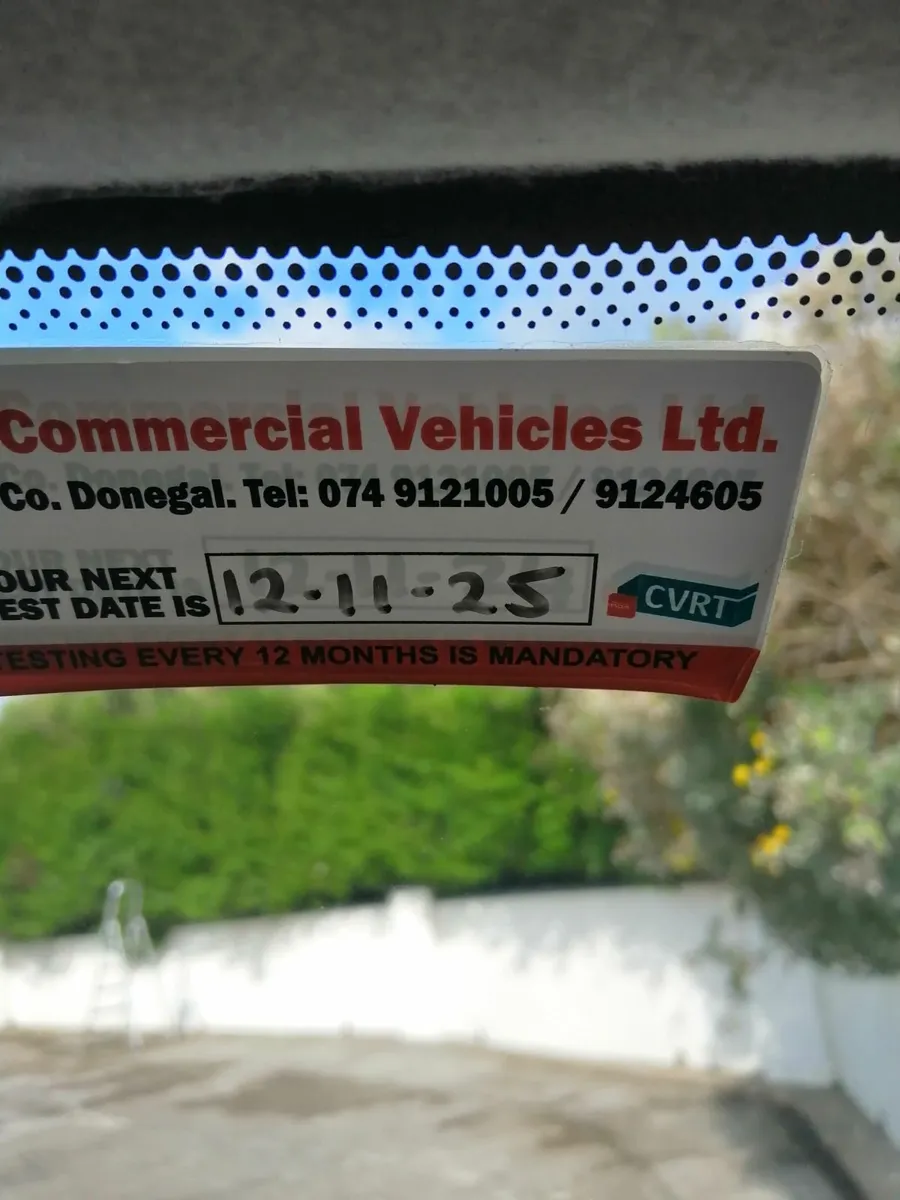 Commercial Vehicles Ltd.
Co. Donegal. Tel: 074 9121005 / 9124605
OUR NEXT
EST DATE IS 12-11-25
CVRT
TESTING EVERY 12 MONTHS IS MANDATORY